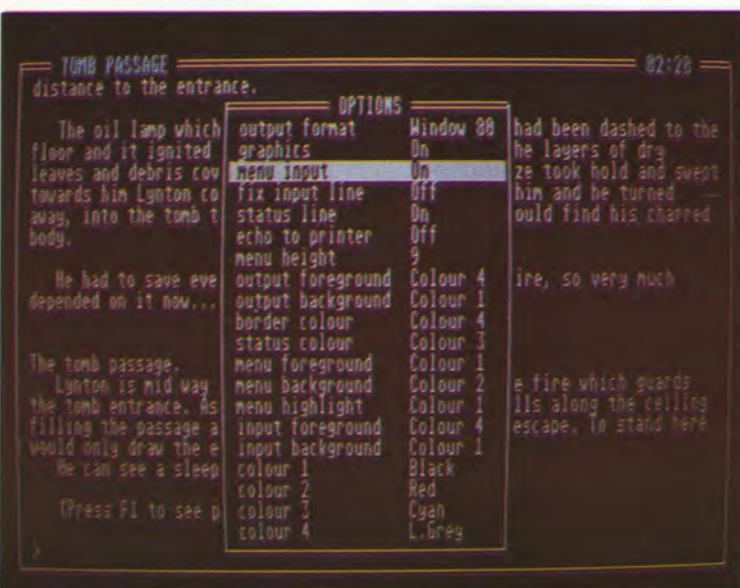 TOMB PASSAGE 02:28
distance to the entrance.
OPTIONS
The oil lamp which had been dashed to the
floor and it ignited he layers of dry
leaves and debris cov ze took hold and swept
towards him Lynton co him and he turned
away, into the tomb t ould find his charred
body.
He had to save eve ire, so very much
depended on it now...
The tomb passage.
Lynton is mid way e fire which guards
the tomb entrance. As lls along the ceiling
filling the passage a escape. To stand here
would only draw the e
He can see a sleep
(Press F1 to see p
>
output format Window 80
graphics On
menu input On
fix input line Off
status line On
echo to printer Off
menu height 9
output foreground Colour 4
output background Colour 1
border colour Colour 4
status colour Colour 3
menu foreground Colour 1
menu background Colour 2
menu highlight Colour 1
input foreground Colour 4
input background Colour 1
colour 1 Black
colour 2 Red
colour 3 Cyan
colour 4 L.Grey